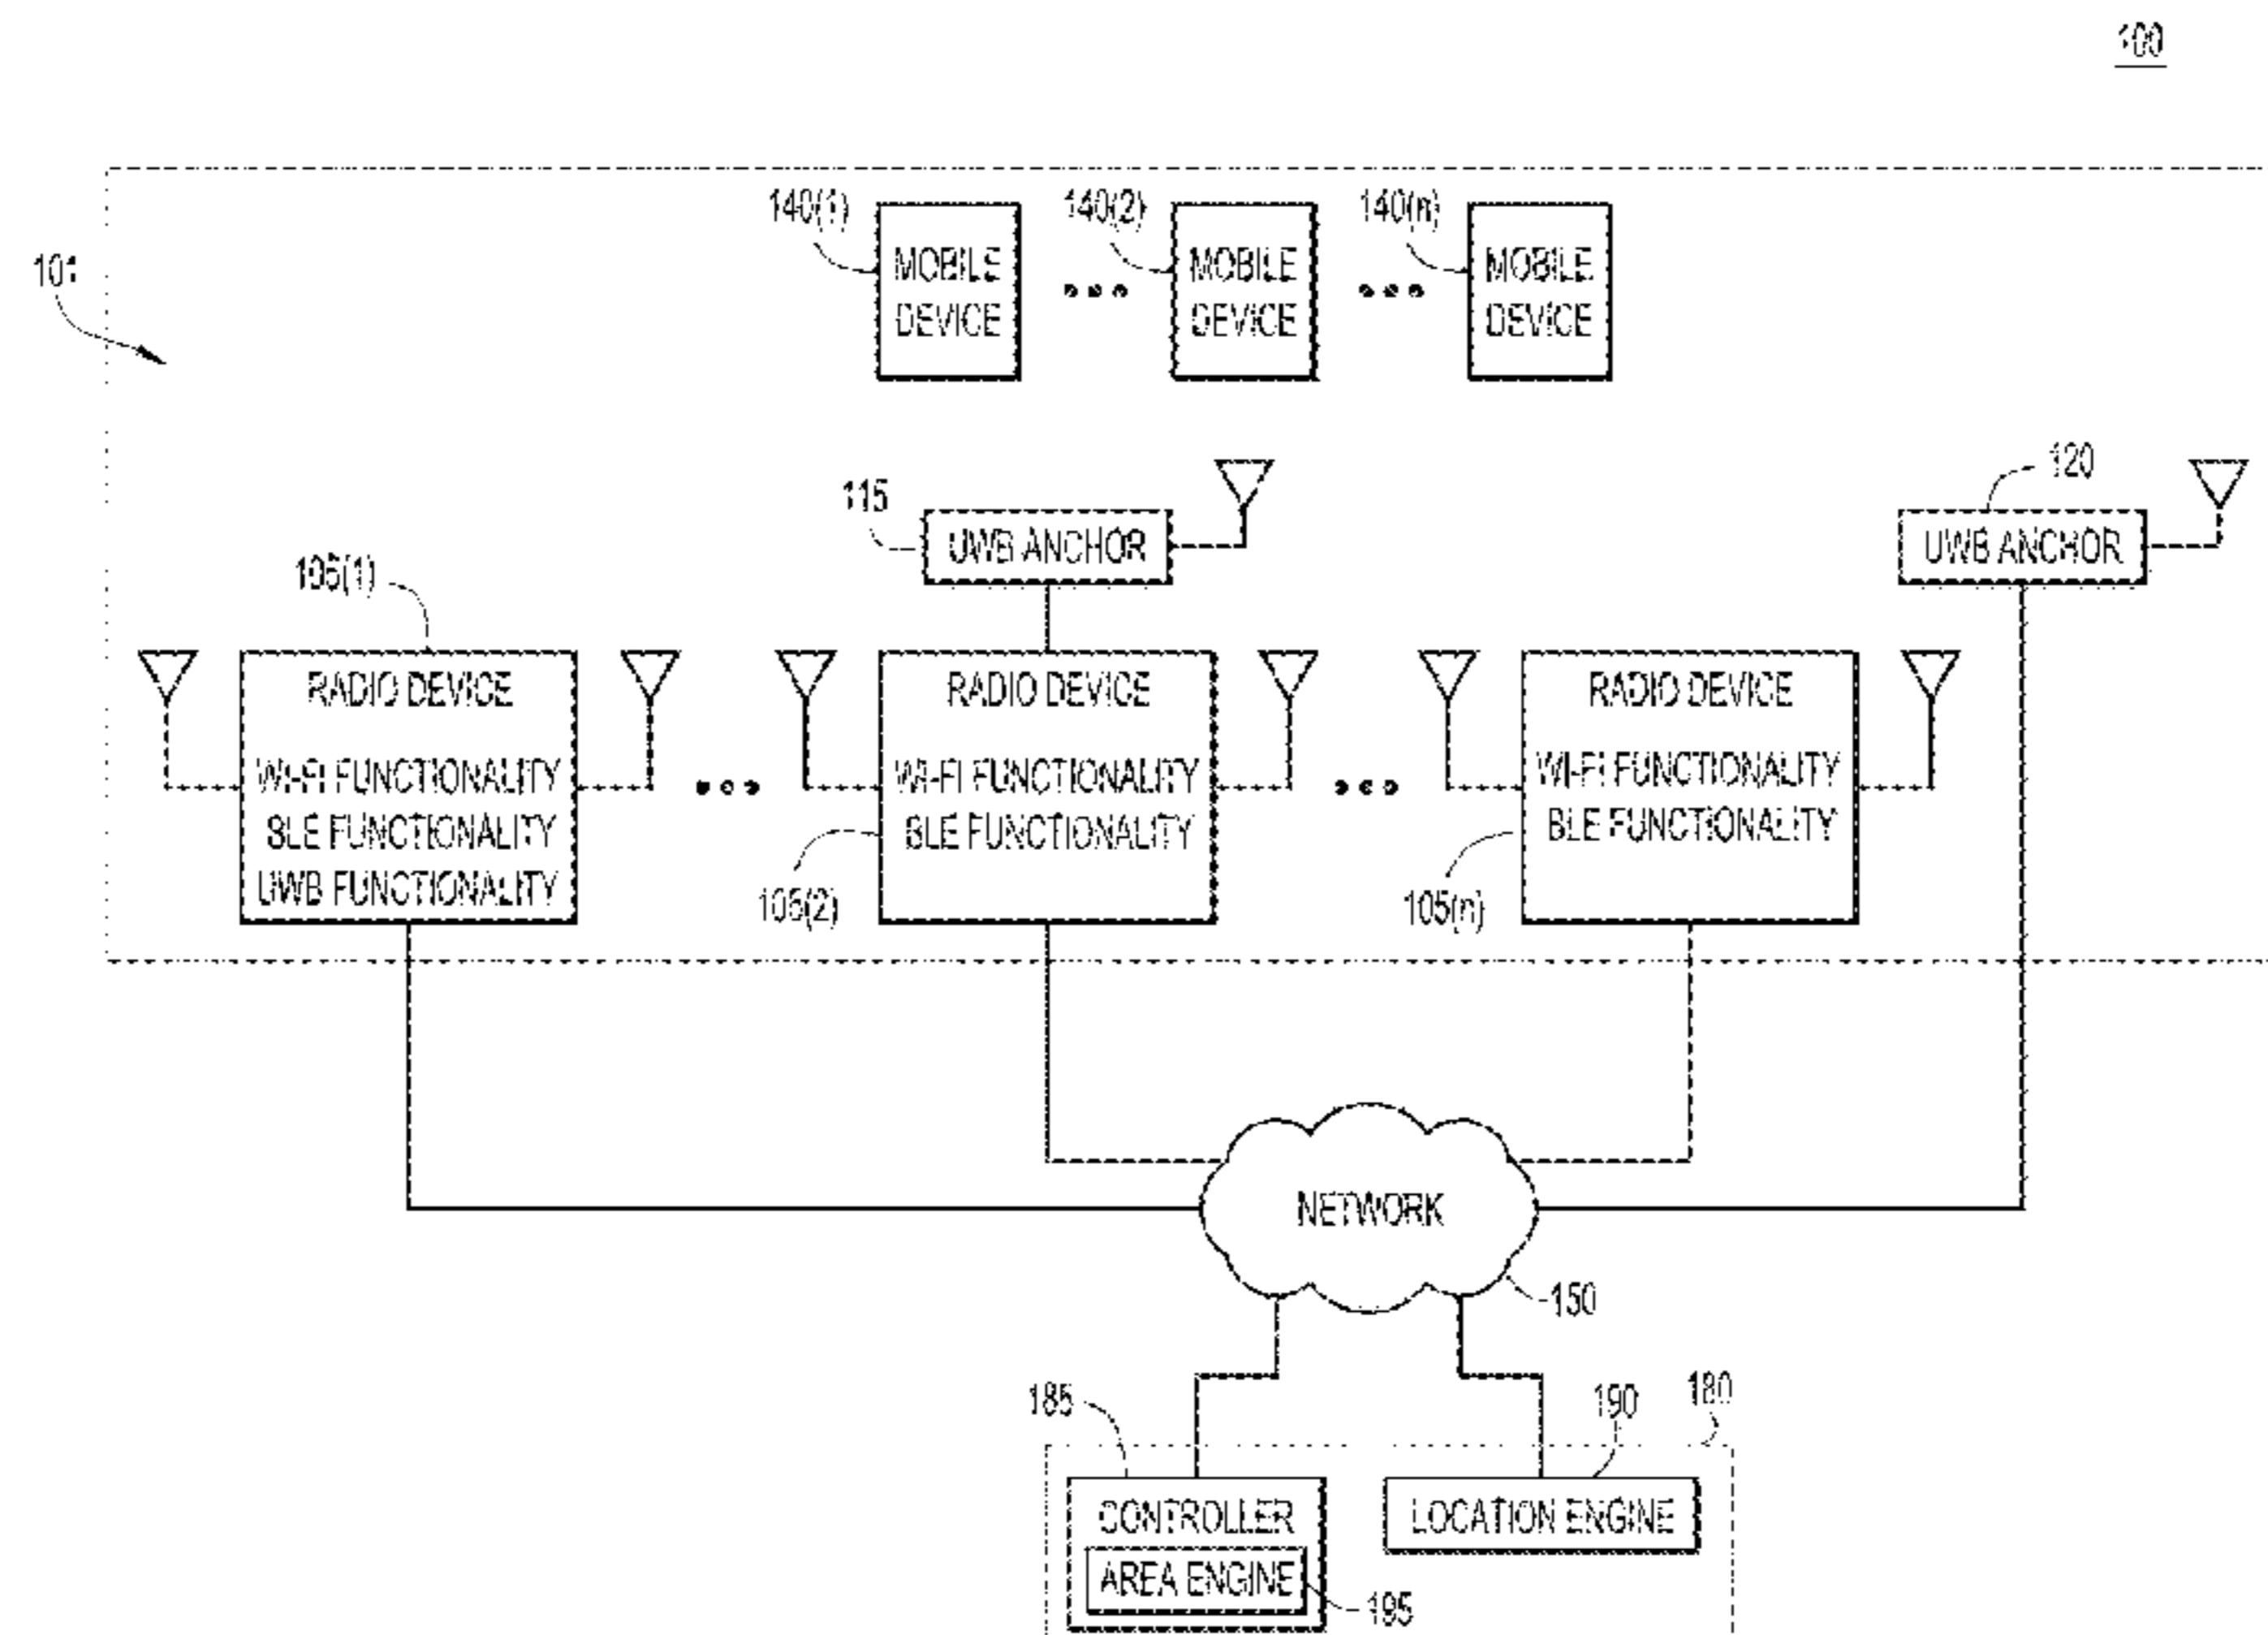 100
101
140(1)
MOBILE
DEVICE
140(2)
MOBILE
DEVICE
140(n)
MOBILE
DEVICE
115
UWB ANCHOR
120
UWB ANCHOR
105(1)
RADIO DEVICE
WI-FI FUNCTIONALITY
BLE FUNCTIONALITY
UWB FUNCTIONALITY
RADIO DEVICE
WI-FI FUNCTIONALITY
BLE FUNCTIONALITY
105(2)
RADIO DEVICE
WI-FI FUNCTIONALITY
BLE FUNCTIONALITY
105(n)
NETWORK
150
185
190
180
CONTROLLER
AREA ENGINE
195
LOCATION ENGINE